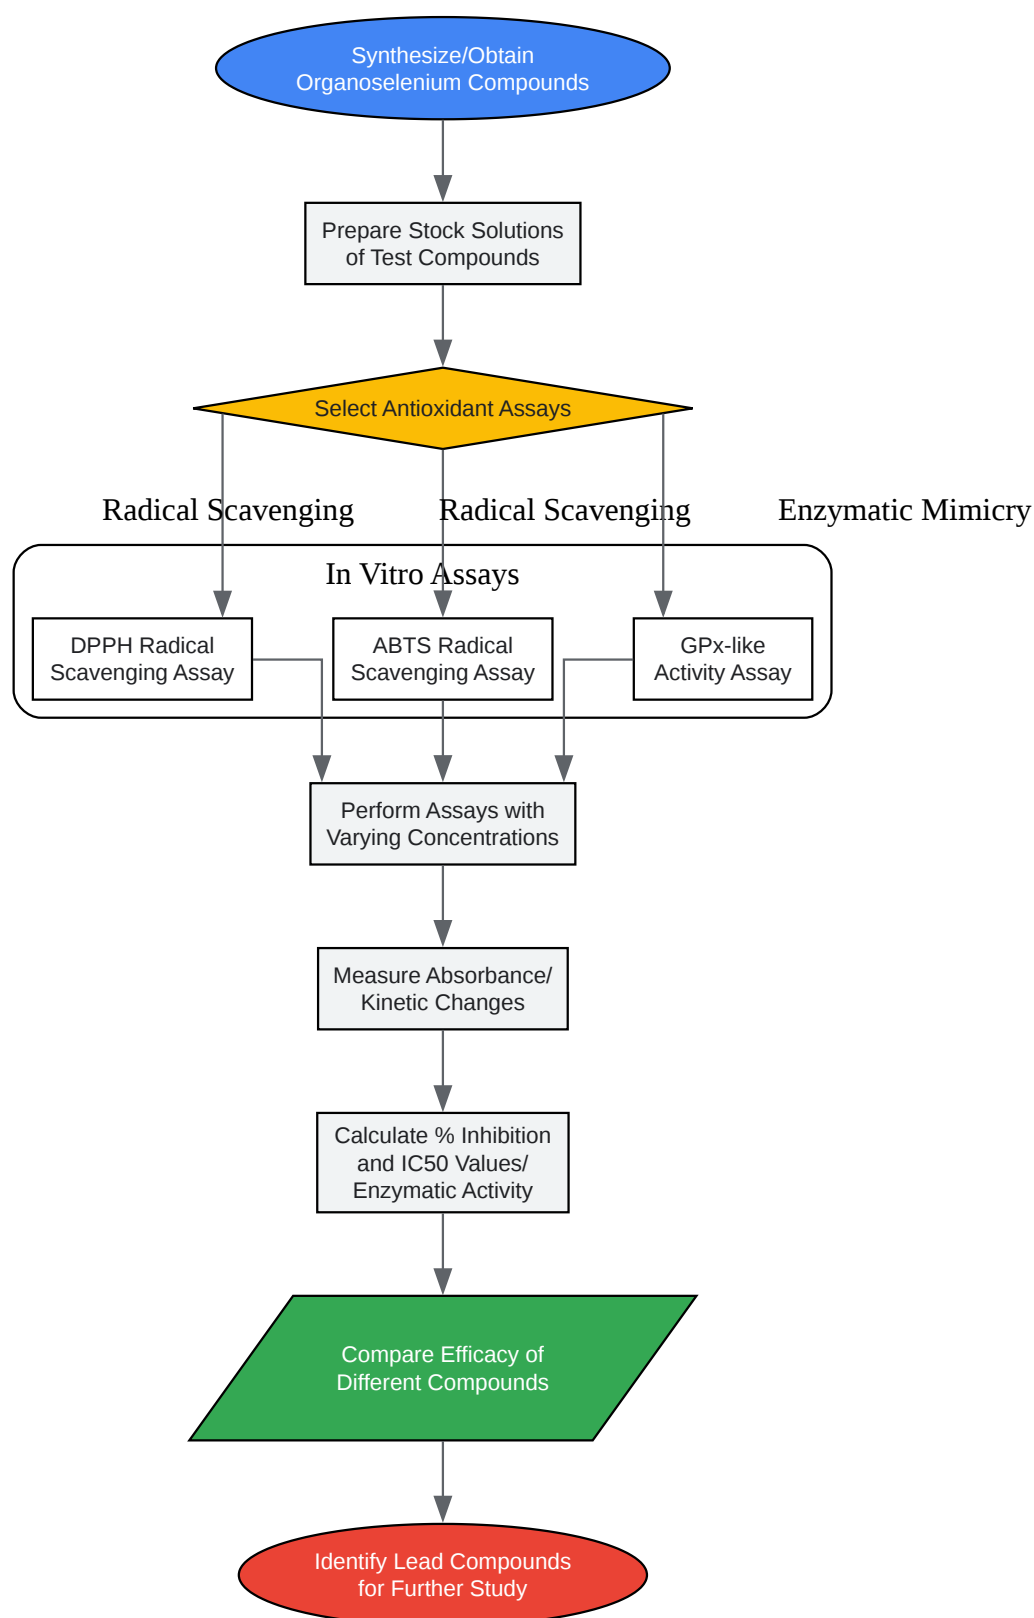 Synthesize/Obtain
Organoselenium Compounds
Prepare Stock Solutions
of Test Compounds
Select Antioxidant Assays
Radical Scavenging
Radical Scavenging
Enzymatic Mimicry
In Vitro Assays
DPPH Radical
Scavenging Assay
ABTS Radical
Scavenging Assay
GPx-like
Activity Assay
Perform Assays with
Varying Concentrations
Measure Absorbance/
Kinetic Changes
Calculate % Inhibition
and IC50 Values/
Enzymatic Activity
Compare Efficacy of
Different Compounds
Identify Lead Compounds
for Further Study